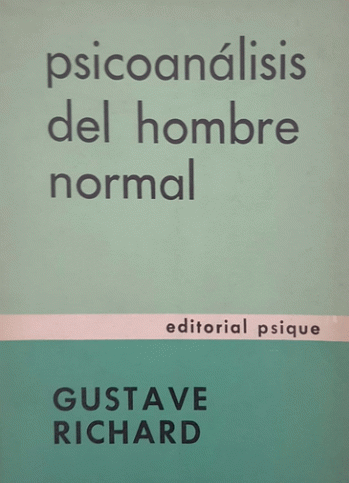 psicoanálisis
del hombre
normal
editorial psique
GUSTAVE
RICHARD